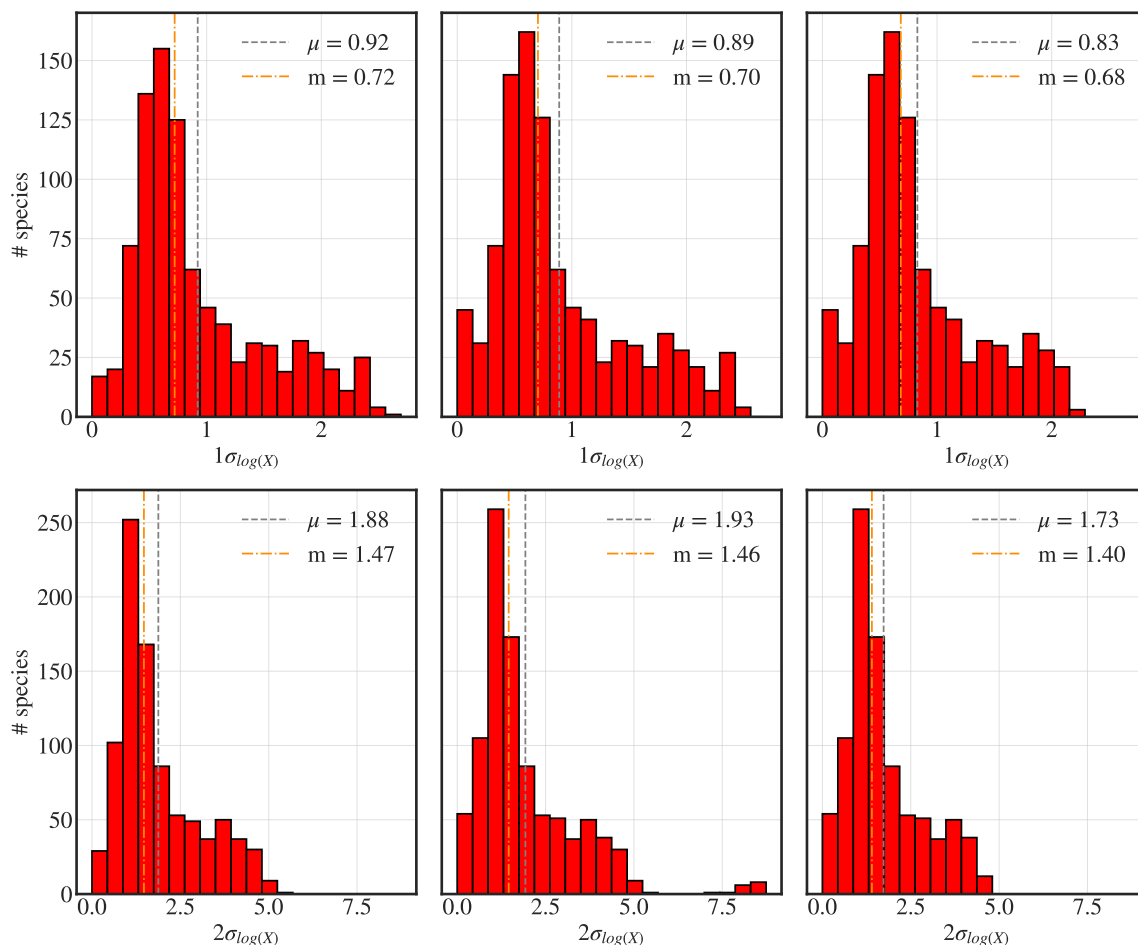 μ = 0.92
m = 0.72
μ = 0.89
m = 0.70
μ = 0.83
m = 0.68
# species
150
125
100
75
50
25
0
0 1 2
0 1 2
0 1 2
1σlog(X)
1σlog(X)
1σlog(X)
μ = 1.88
m = 1.47
μ = 1.93
m = 1.46
μ = 1.73
m = 1.40
# species
250
200
150
100
50
0
0.0 2.5 5.0 7.5
0.0 2.5 5.0 7.5
0.0 2.5 5.0 7.5
2σlog(X)
2σlog(X)
2σlog(X)